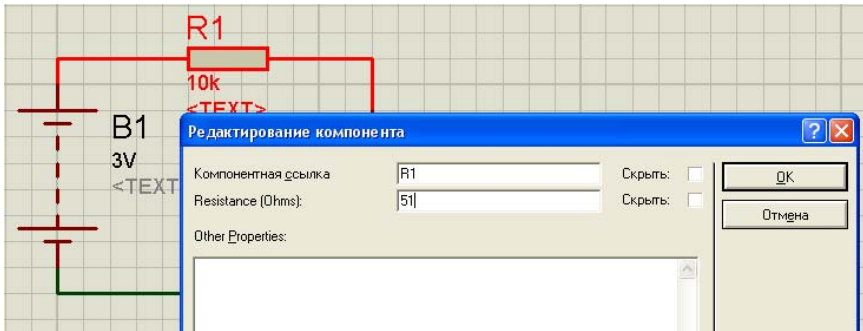 R1
10k
<TEXT>
B1
3V
<TEXT
Редактирование компонента
Компонентная ссылка
R1
Скрыть:
OK
Resistance (Ohms):
51
Скрыть:
Отмена
Other Properties: